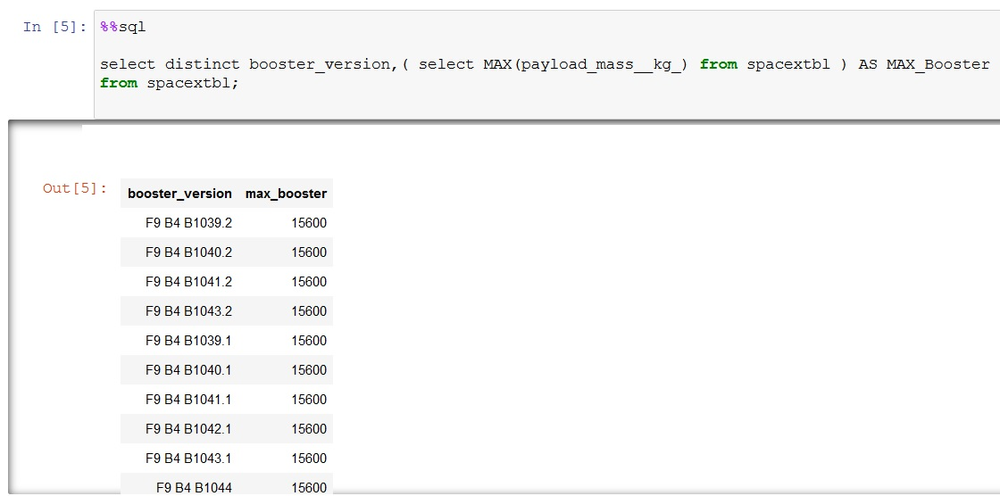 In [5]: %%sql
select distinct booster_version,( select MAX(payload_mass__kg_) from spacextbl ) AS MAX_Booster
from spacextbl;
Out[5]:
booster_version max_booster
F9 B4 B1039.2 15600
F9 B4 B1040.2 15600
F9 B4 B1041.2 15600
F9 B4 B1043.2 15600
F9 B4 B1039.1 15600
F9 B4 B1040.1 15600
F9 B4 B1041.1 15600
F9 B4 B1042.1 15600
F9 B4 B1043.1 15600
F9 B4 B1044 15600